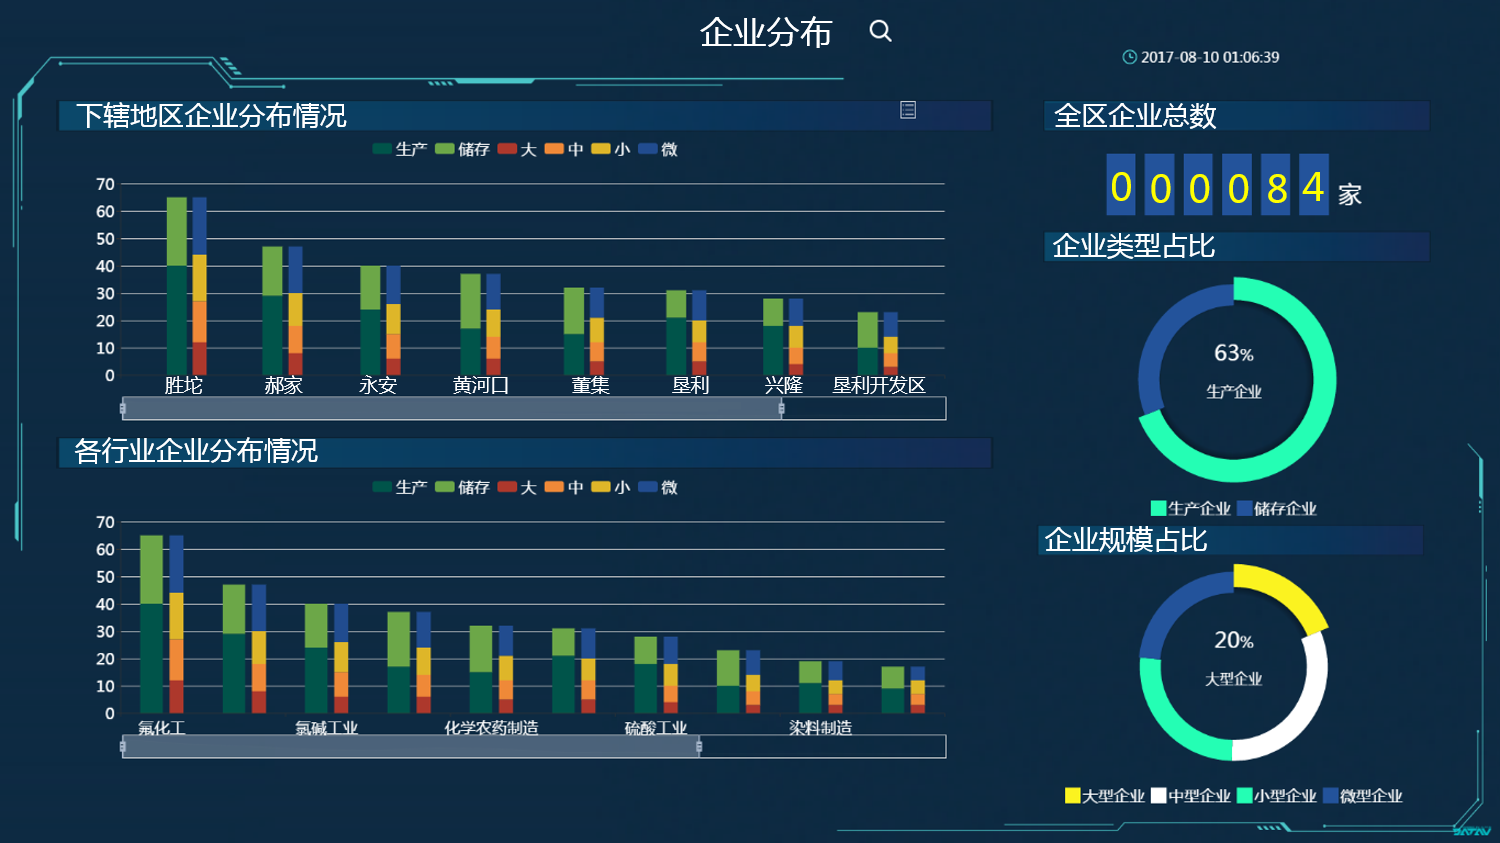 企业分布
2017-08-10 01:06:39
下辖地区企业分布情况
生产 储存 大 中 小 微
70
60
50
40
30
20
10
0
胜坨 郝家 永安 黄河口 董集 垦利 兴隆 垦利开发区
各行业企业分布情况
生产 储存 大 中 小 微
70
60
50
40
30
20
10
0
氟化工 氯碱工业 化学农药制造 硫酸工业 染料制造
全区企业总数
000084 家
企业类型占比
63%
生产企业
生产企业 储存企业
企业规模占比
20%
大型企业
大型企业 中型企业 小型企业 微型企业